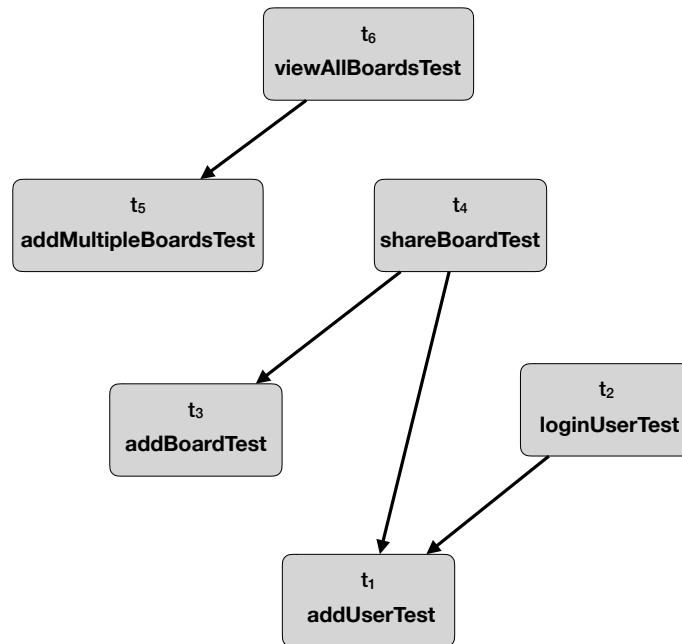 t₆
viewAllBoardsTest
t₅
addMultipleBoardsTest
t₄
shareBoardTest
t₃
addBoardTest
t₂
loginUserTest
t₁
addUserTest